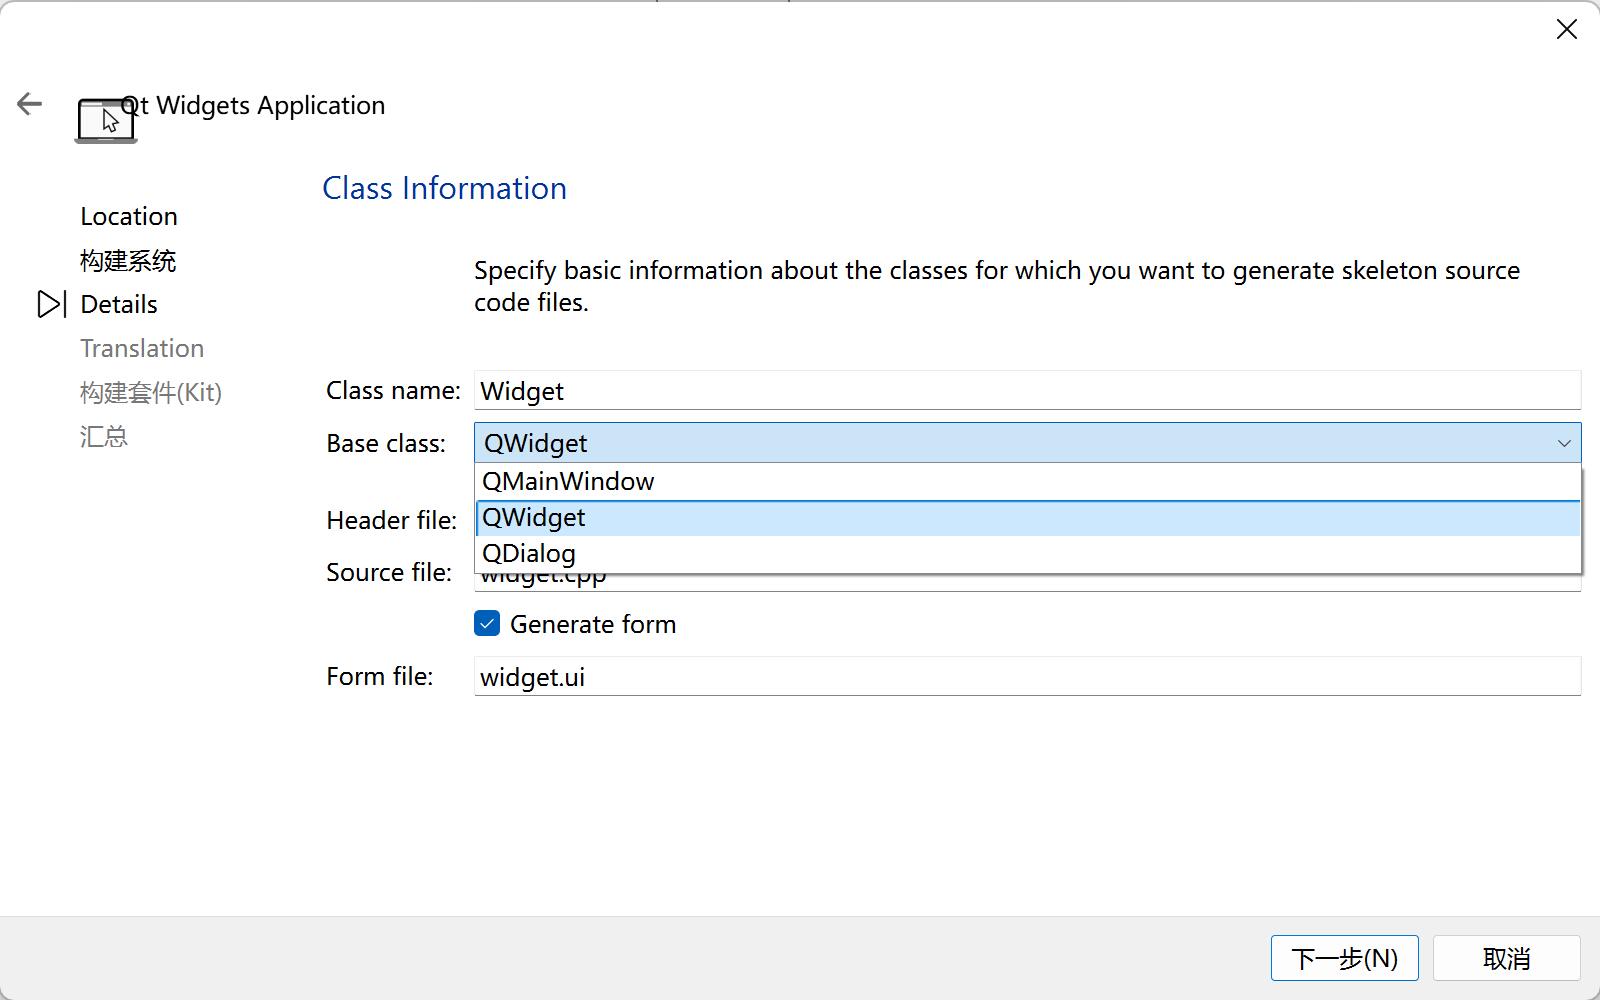 Qt Widgets Application
Location
构建系统
Details
Translation
构建套件(Kit)
汇总
Class Information
Specify basic information about the classes for which you want to generate skeleton source
code files.
Class name: Widget
Base class: QWidget
QMainWindow
QWidget
QDialog
Header file:
Source file: widget.cpp
Generate form
Form file: widget.ui
下一步(N)
取消